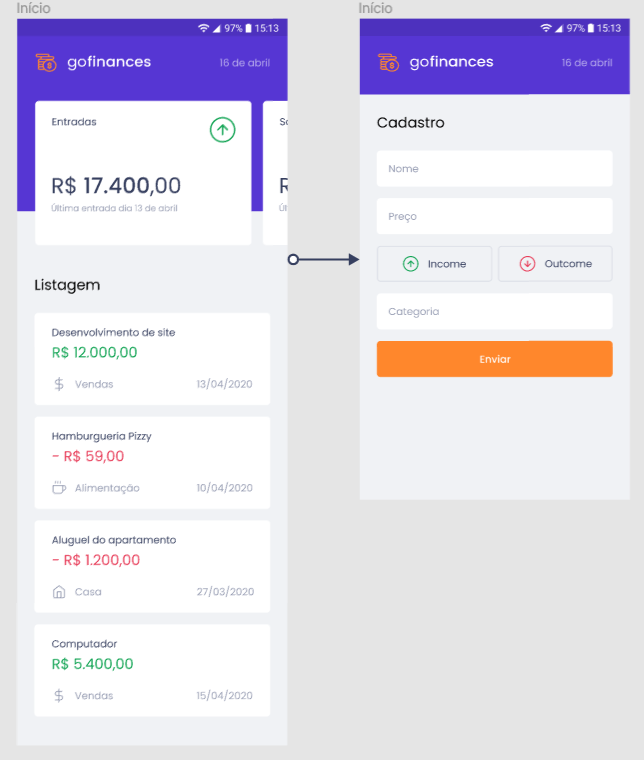 Início
97% 15:13
gofinances
16 de abril
Entradas
R$ 17.400,00
Última entrada dia 13 de abril
Listagem
Desenvolvimento de site
R$ 12.000,00
Vendas
13/04/2020
Hamburgueria Pizzy
- R$ 59,00
Alimentação
10/04/2020
Aluguel do apartamento
- R$ 1.200,00
Casa
27/03/2020
Computador
R$ 5.400,00
Vendas
15/04/2020
Início
97% 15:13
gofinances
16 de abril
Cadastro
Nome
Preço
Income
Outcome
Categoria
Enviar